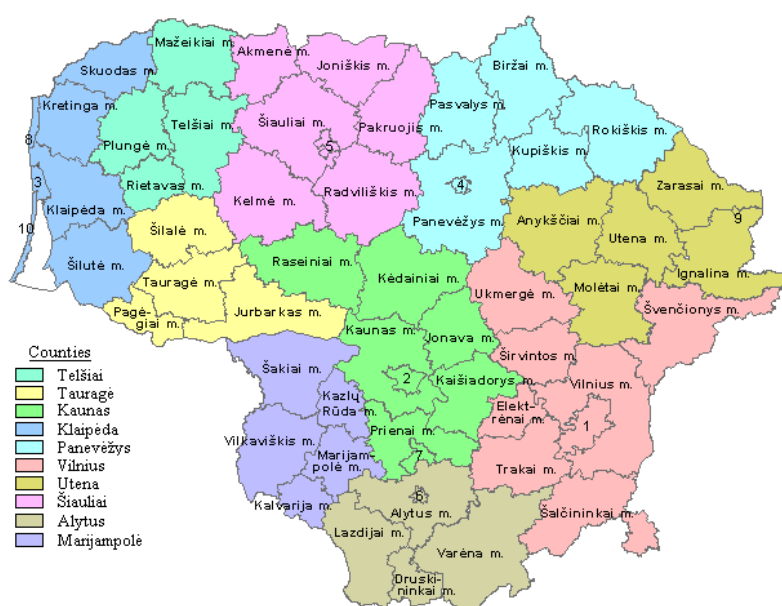 Mažeikiai m.
Akmenė m.
Joniškis m.
Biržai m.
Skuodas m.
Kretinga m.
Pasvalys m.
Telšiai m.
Šiauliai m.
Pakruojis m.
Rokiškis m.
8
Plungė m.
5
Kupiškis m.
3
Rietavas m.
Kelmė m.
Radviliškis m.
4
Zarasai m.
Klaipėda m.
Panevėžys m.
Anykščiai m.
9
10
Šilalė m.
Utena m.
Šilutė m.
Raseiniai m.
Kėdainiai m.
Ignalina m.
Tauragė m.
Ukmergė m.
Molėtai m.
Švenčionys m.
Pagė-
giai m.
Jurbarkas m.
Kaunas m.
Jonava m.
Širvintos m.
Šakiai m.
2
Kaišiadorys m.
Vilnius m.
Kazlų
Rūda m.
Elekt-
rėnai m.
1
Vilkaviškis m.
Prienai m.
Marijam-
polė m.
7
Trakai m.
Kalvarija m.
6
Alytus m.
Šalčininkai m.
Lazdijai m.
Varėna m.
Druski-
ninkai m.
Counties
Telšiai
Tauragė
Kaunas
Klaipėda
Panevėžys
Vilnius
Utena
Šiauliai
Alytus
Marijampolė